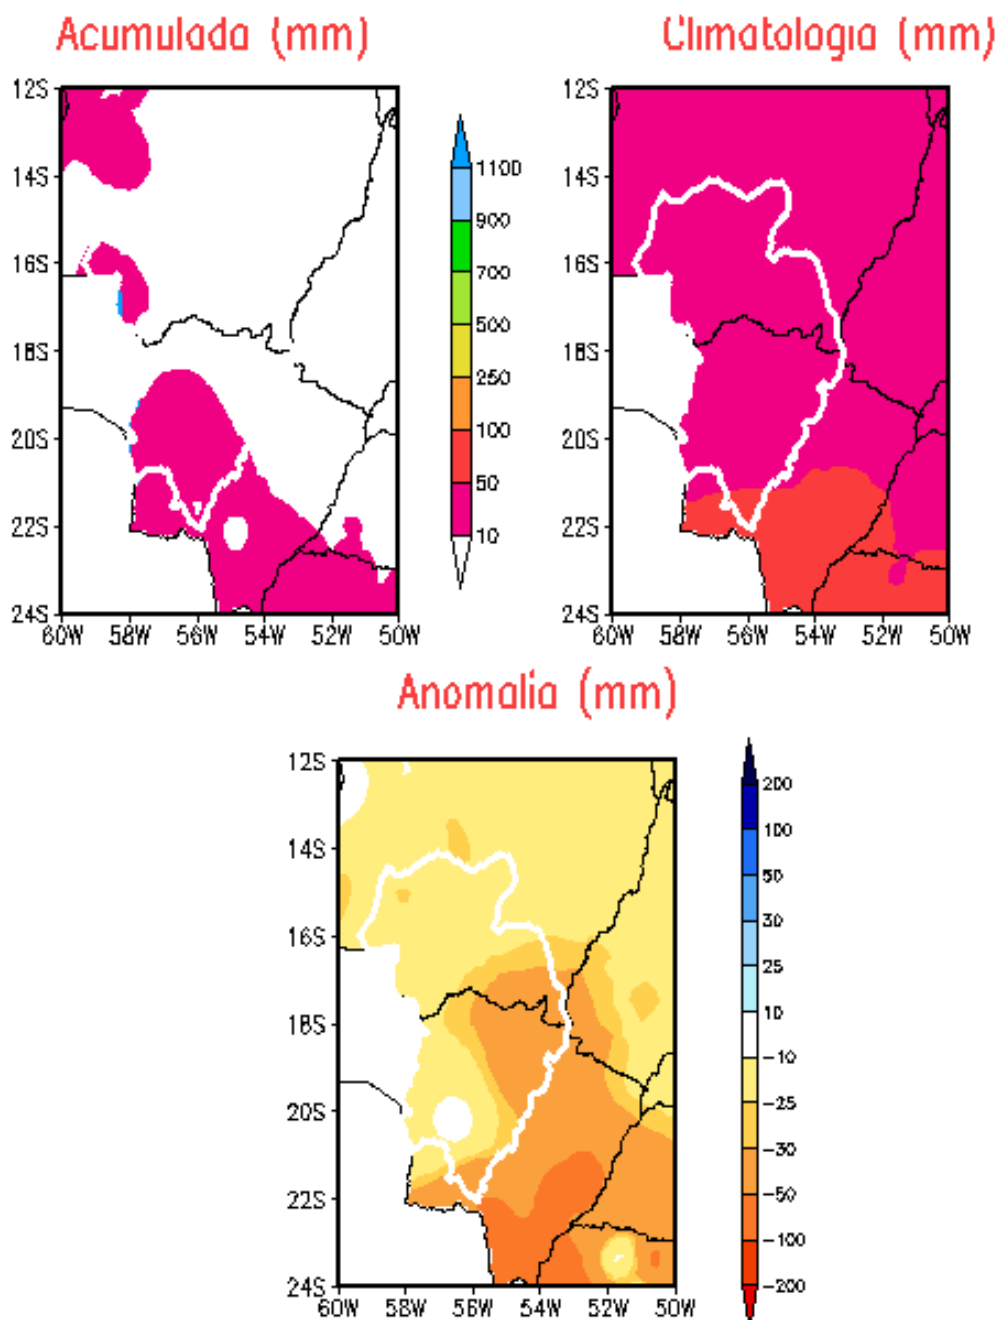 Acumulada (mm)
Climatologia (mm)
12S
14S
16S
18S
20S
22S
24S
60W 58W 56W 54W 52W 50W
1100
900
700
500
250
100
50
10
12S
14S
16S
18S
20S
22S
24S
60W 58W 56W 54W 52W 50W
Anomalia (mm)
12S
14S
16S
18S
20S
22S
24S
60W 58W 56W 54W 52W 50W
200
100
50
30
25
10
-10
-25
-30
-50
-100
-200